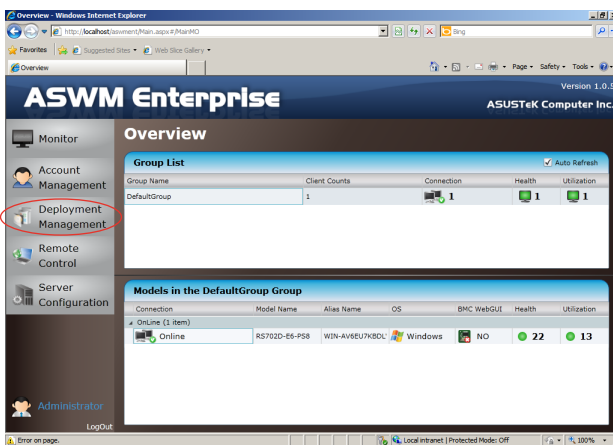 Overview - Windows Internet Explorer
http://localhost/aswment/Main.aspx#/MainMO
Bing
Favorites Suggested Sites Web Slice Gallery
Overview
Page Safety Tools
ASWM Enterprise
Version 1.0.5
ASUSTeK Computer Inc.
Monitor
Account Management
Deployment Management
Remote Control
Server Configuration
Administrator
LogOut
Overview
Group List
Auto Refresh
Group Name Client Counts Connection Health Utilization
DefaultGroup 1 1 1 1
Models in the DefaultGroup Group
Connection Model Name Alias Name OS BMC WebGUI Health Utilization
OnLine (1 item)
Online RS702D-E6-PS8 WIN-AV6EU7KBDL Windows NO 22 13
Error on page.
Local intranet | Protected Mode: Off
100%